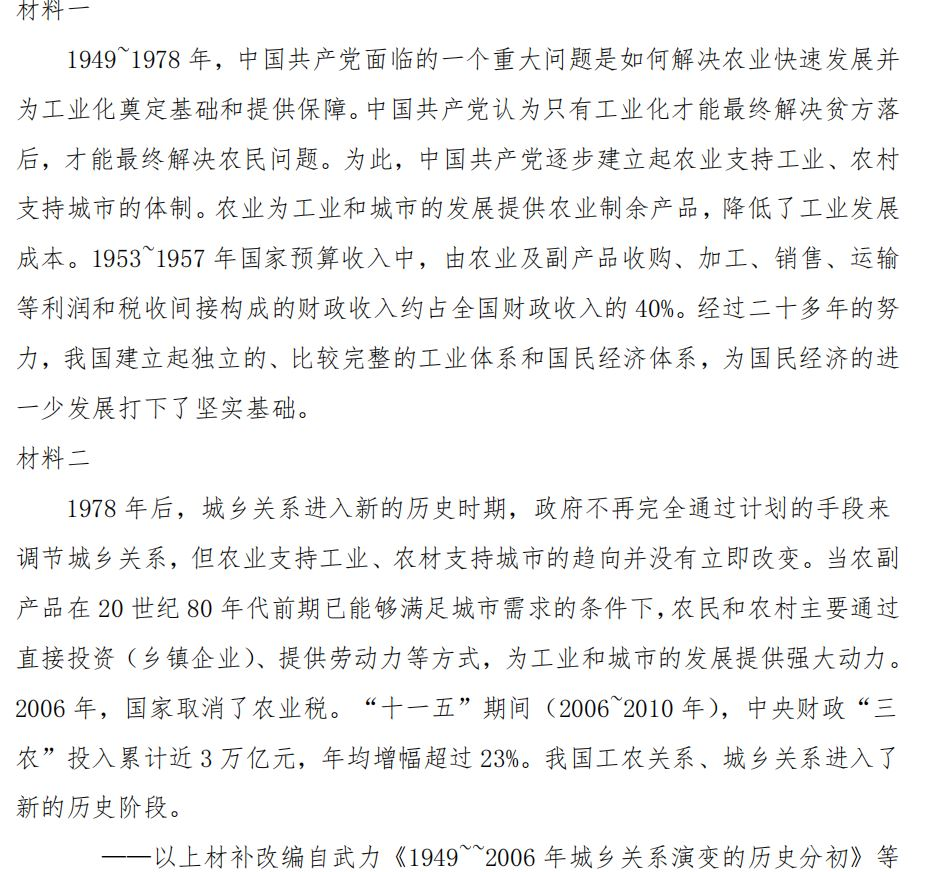 材料一
1949~1978 年，中国共产党面临的一个重大问题是如何解决农业快速发展并
为工业化奠定基础和提供保障。中国共产党认为只有工业化才能最终解决贫方落
后，才能最终解决农民问题。为此，中国共产党逐步建立起农业支持工业、农村
支持城市的体制。农业为工业和城市的发展提供农业制余产品，降低了工业发展
成本。1953~1957 年国家预算收入中，由农业及副产品收购、加工、销售、运输
等利润和税收间接构成的财政收入约占全国财政收入的 40%。经过二十多年的努
力，我国建立起独立的、比较完整的工业体系和国民经济体系，为国民经济的进
一少发展打下了坚实基础。
材料二
1978 年后，城乡关系进入新的历史时期，政府不再完全通过计划的手段来
调节城乡关系，但农业支持工业、农材支持城市的趋向并没有立即改变。当农副
产品在 20 世纪 80 年代前期已能够满足城市需求的条件下，农民和农村主要通过
直接投资（乡镇企业）、提供劳动力等方式，为工业和城市的发展提供强大动力。
2006 年，国家取消了农业税。“十一五”期间（2006~2010 年），中央财政“三
农”投入累计近 3 万亿元，年均增幅超过 23%。我国工农关系、城乡关系进入了
新的历史阶段。
——以上材补改编自武力《1949~~2006 年城乡关系演变的历史分初》等